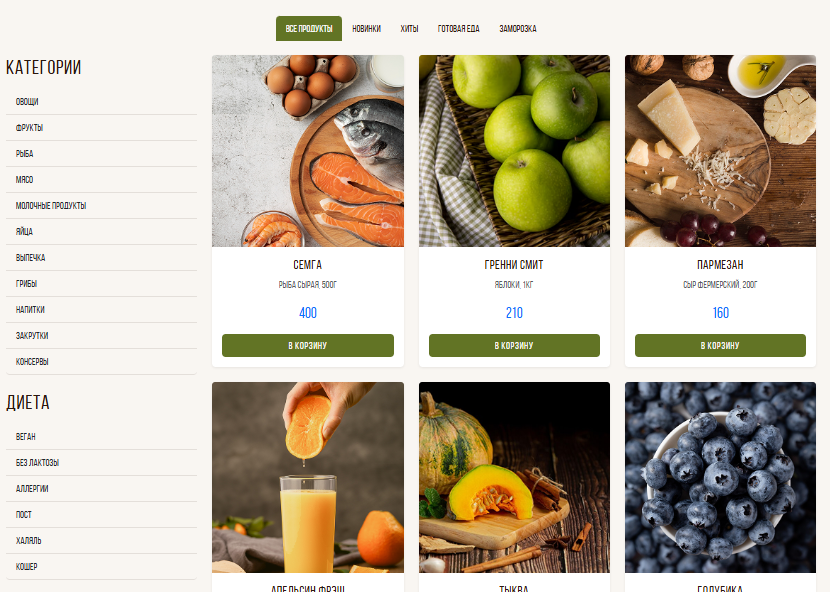 ВСЕ ПРОДУКТЫ НОВИНКИ ХИТЫ ГОТОВАЯ ЕДА ЗАМОРОЗКА
КАТЕГОРИИ
ОВОЩИ
ФРУКТЫ
РЫБА
МЯСО
МОЛОЧНЫЕ ПРОДУКТЫ
ЯЙЦА
ВЫПЕЧКА
ГРИБЫ
НАПИТКИ
ЗАКРУТКИ
КОНСЕРВЫ
ДИЕТА
ВЕГАН
БЕЗ ЛАКТОЗЫ
АЛЛЕРГИИ
ПОСТ
ХАЛЯЛЬ
КОШЕР
СЕМГА
РЫБА СЫРАЯ, 500Г
400
В КОРЗИНУ
ГРЕННИ СМИТ
ЯБЛОКИ, 1КГ
210
В КОРЗИНУ
ПАРМЕЗАН
СЫР ФЕРМЕРСКИЙ, 200Г
160
В КОРЗИНУ
АПЕЛЬСИН ФРЭШ
ТЫКВА
ГОЛУБИКА